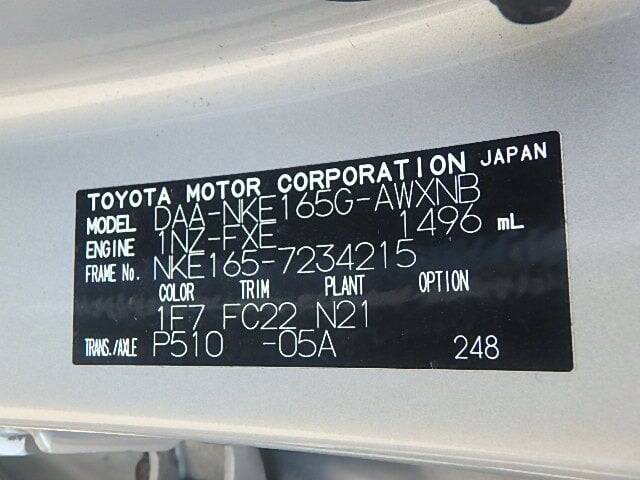 TOYOTA MOTOR CORPORATION JAPAN
MODEL DAA-NKE165G-AWXNB
ENGINE 1NZ-FXE 1496 mL
FRAME No. NKE165-7234215
COLOR TRIM PLANT OPTION
1F7 FC22 N21
TRANS./AXLE P510 -05A 248